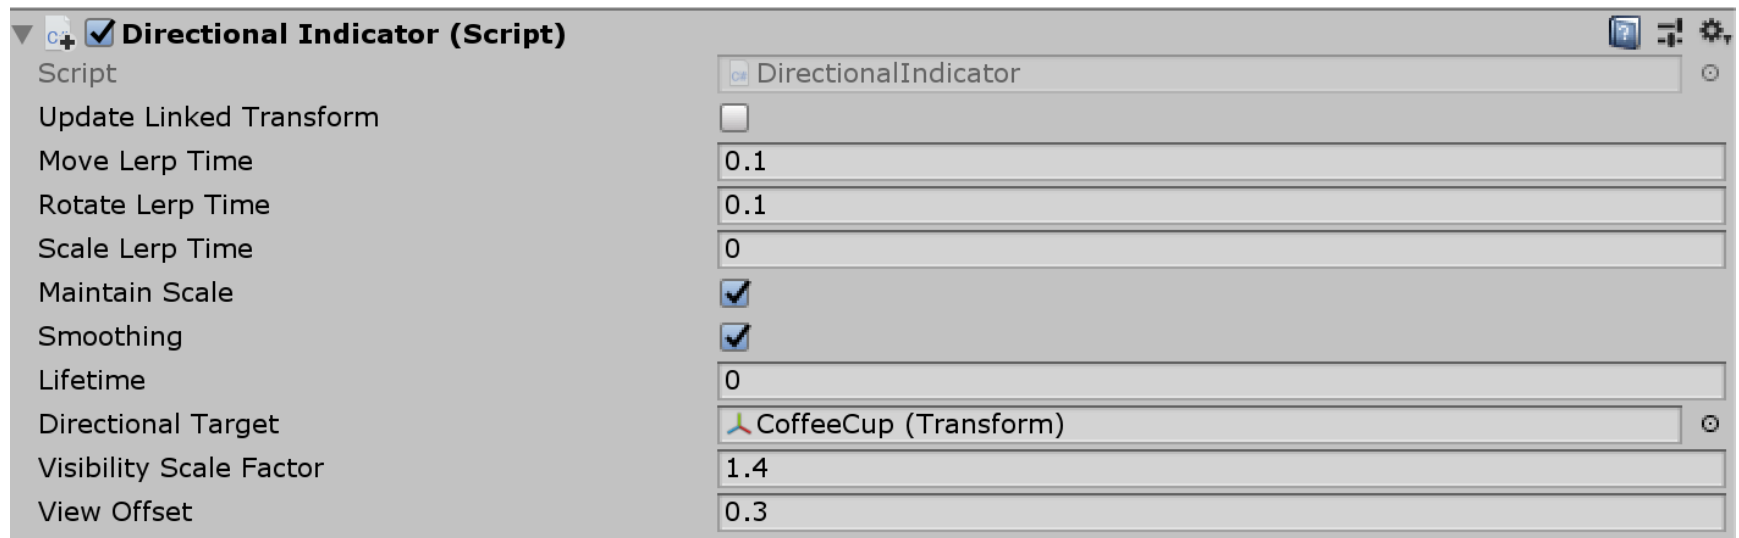 Directional Indicator (Script)
Script DirectionalIndicator
Update Linked Transform
Move Lerp Time 0.1
Rotate Lerp Time 0.1
Scale Lerp Time 0
Maintain Scale
Smoothing
Lifetime 0
Directional Target CoffeeCup (Transform)
Visibility Scale Factor 1.4
View Offset 0.3